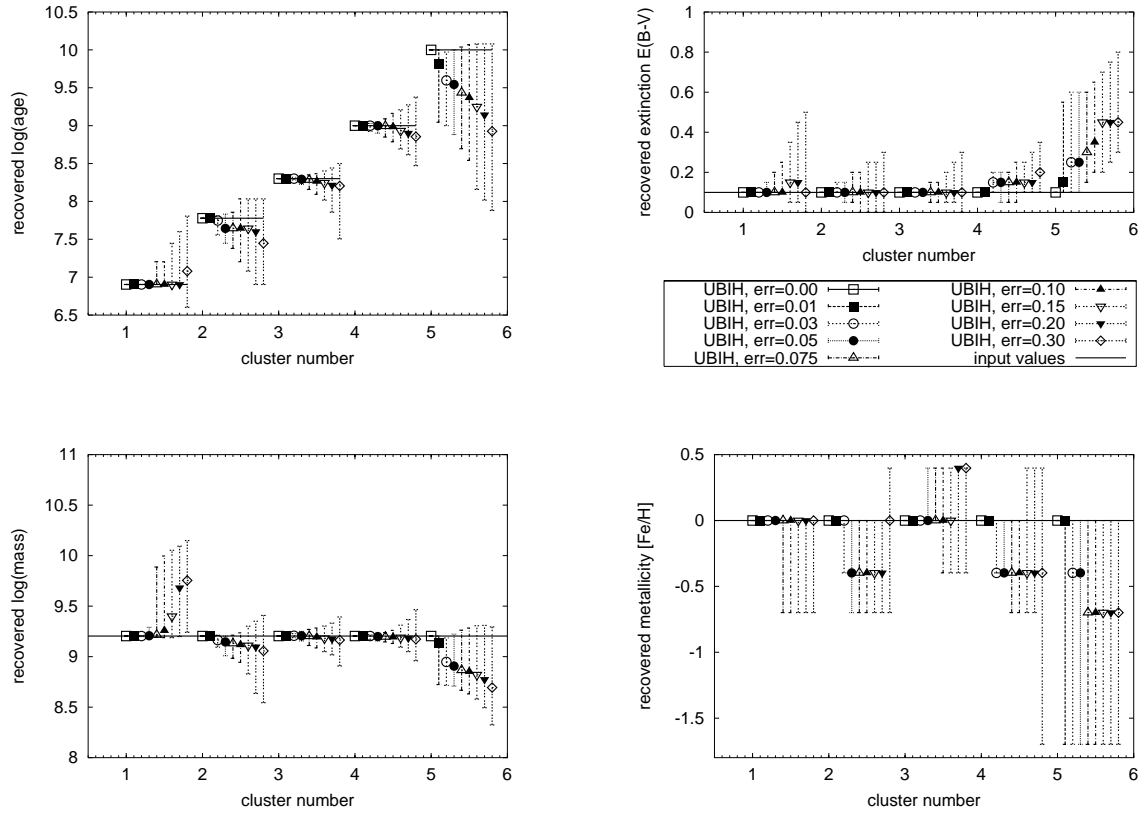 recovered log(age)
10
9.5
9
8.5
8
7.5
7
6.5
1 2 3 4 5 6
cluster number
recovered extinction E(B-V)
1
0.8
0.6
0.4
0.2
0
1 2 3 4 5 6
cluster number
UBIH, err=0.00
UBIH, err=0.01
UBIH, err=0.03
UBIH, err=0.05
UBIH, err=0.075
UBIH, err=0.10
UBIH, err=0.15
UBIH, err=0.20
UBIH, err=0.30
input values
recovered log(mass)
11
10.5
10
9.5
9
8.5
8
1 2 3 4 5 6
cluster number
recovered metallicity [Fe/H]
0.5
0
-0.5
-1
-1.5
1 2 3 4 5 6
cluster number